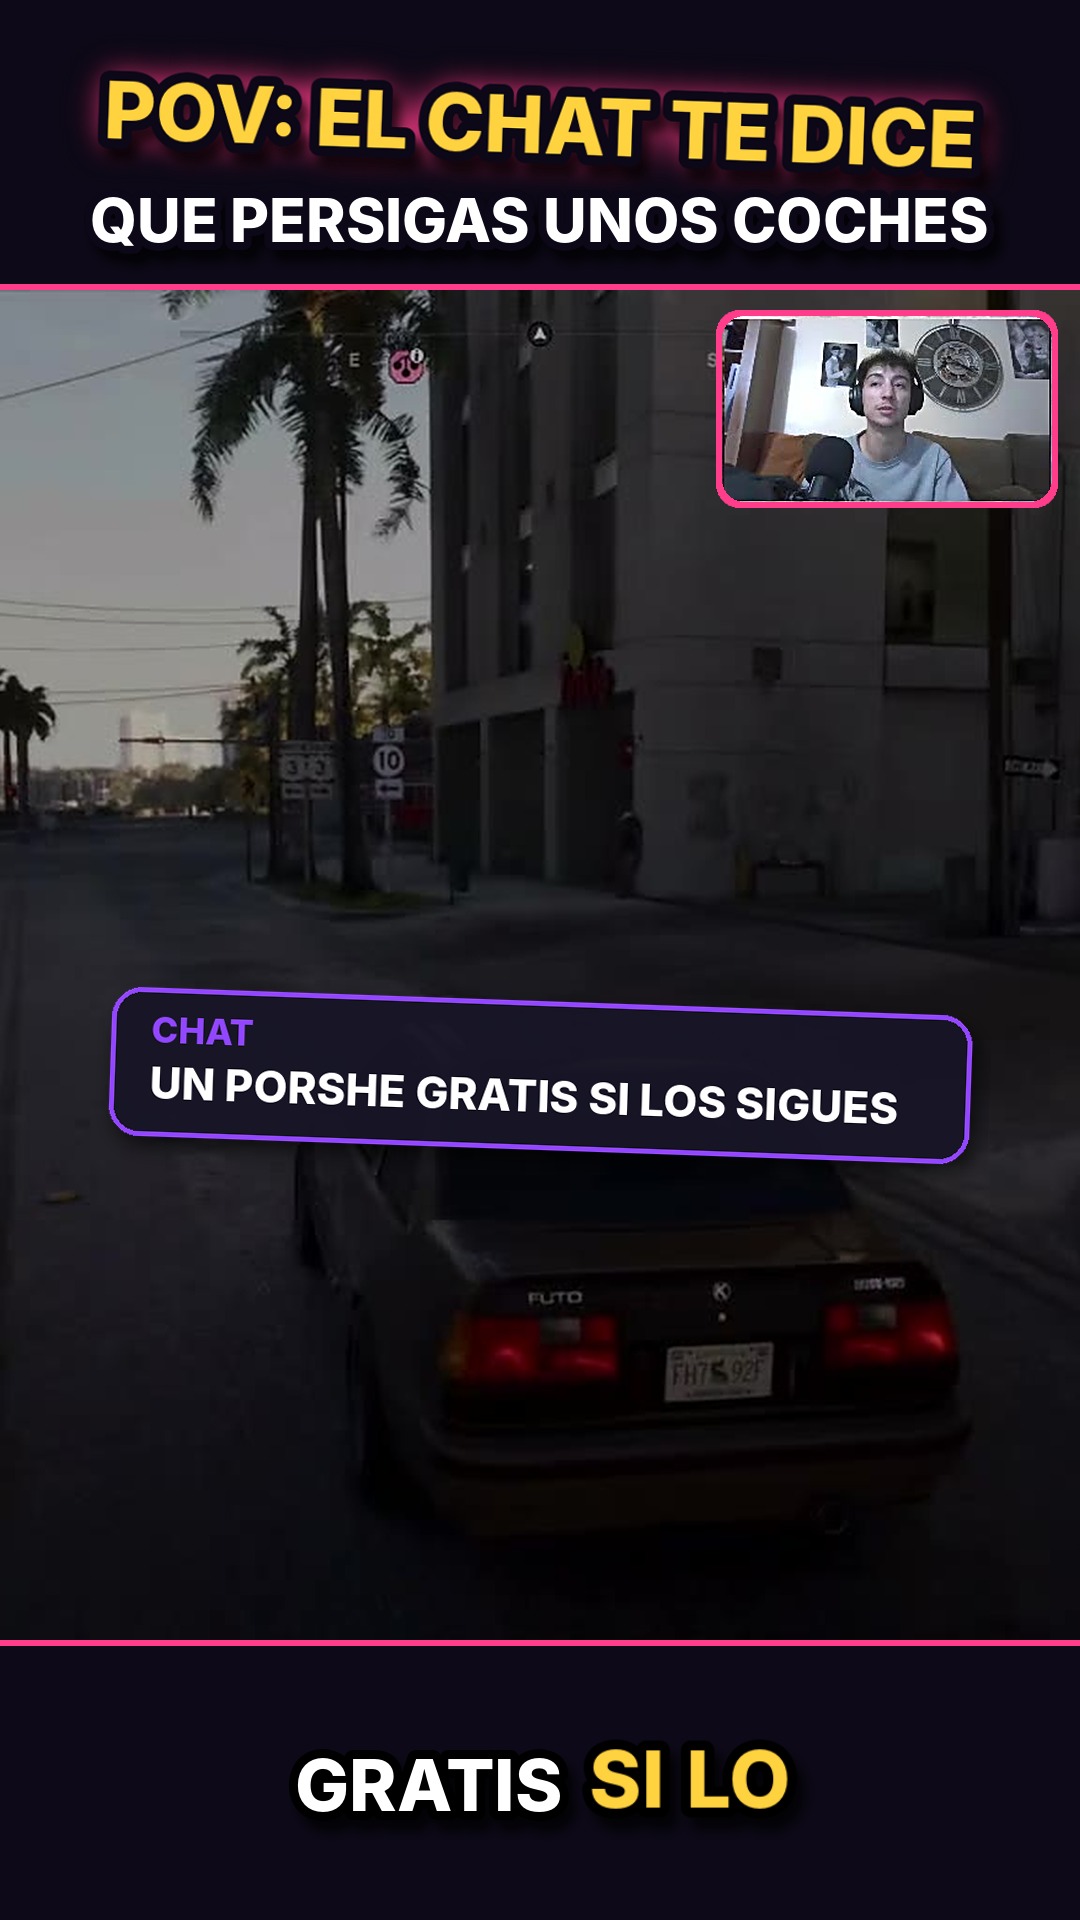 POV: EL CHAT TE DICE
QUE PERSIGAS UNOS COCHES
E
10
CHAT
UN PORSHE GRATIS SI LOS SIGUES
FUTO
K
GRATIS SI LO